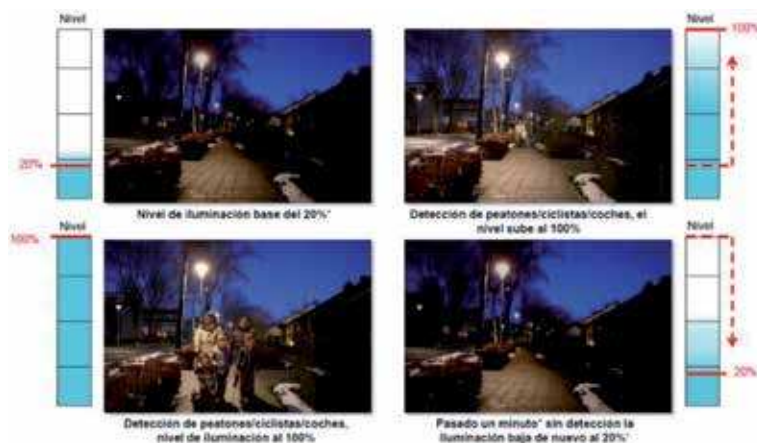 Nivel
20%
Nivel de iluminación base del 20%*
Nivel
100%
Detección de peatones/ciclistas/coches, el
nivel sube al 100%
Nivel
100%
Detección de peatones/ciclistas/coches,
nivel de iluminación al 100%
Nivel
20%
Pasado un minuto* sin detección la
iluminación baja de nuevo al 20%*